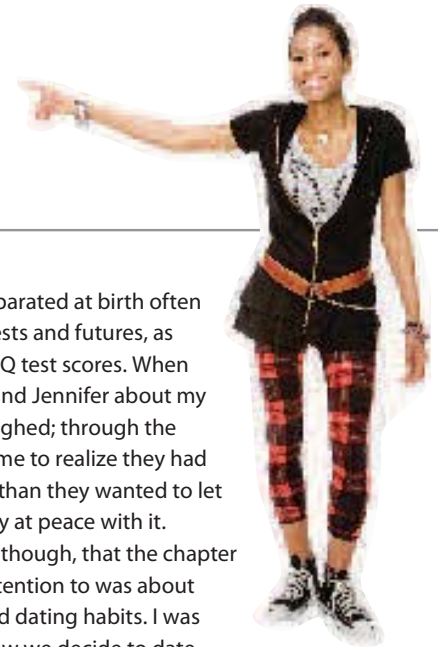 parated at birth often
ests and futures, as
Q test scores. When
nd Jennifer about my
ghed; through the
me to realize they had
than they wanted to let
y at peace with it.
though, that the chapter
tention to was about
d dating habits. I was
w we decide to date